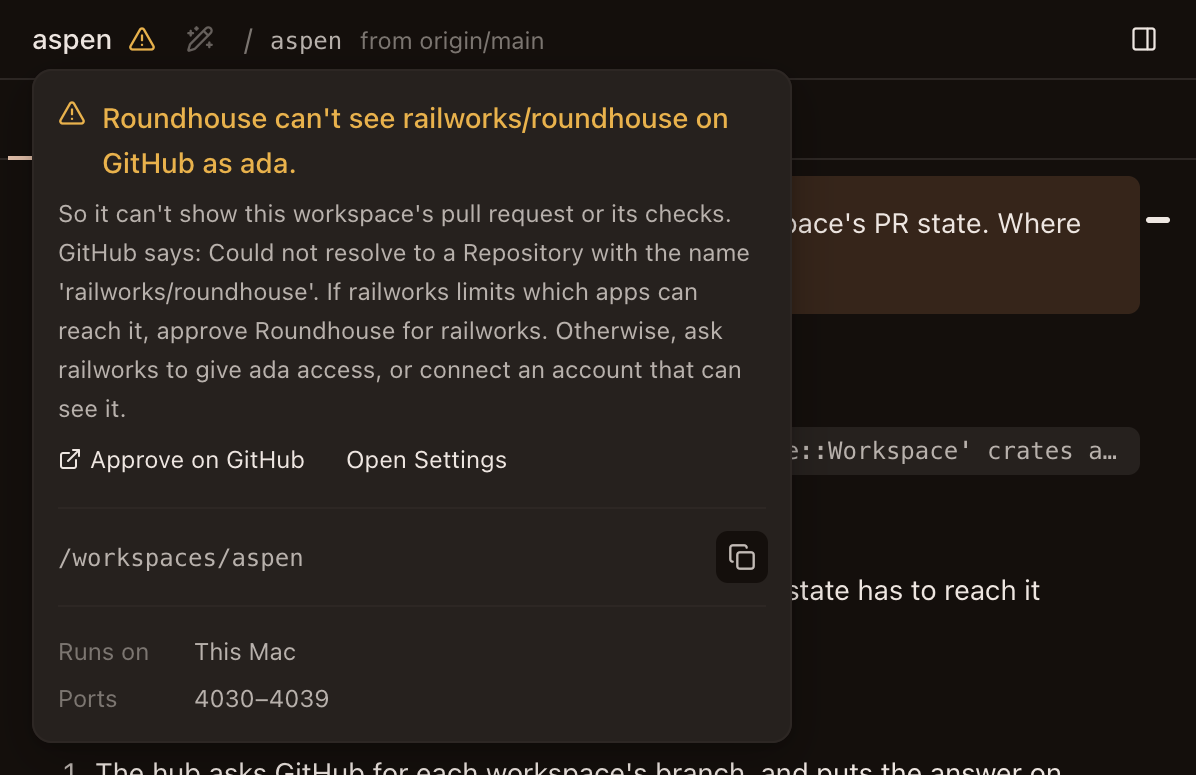 aspen / aspen from origin/main
Roundhouse can't see railworks/roundhouse on
GitHub as ada.
So it can't show this workspace's pull request or its checks.
GitHub says: Could not resolve to a Repository with the name
'railworks/roundhouse'. If railworks limits which apps can
reach it, approve Roundhouse for railworks. Otherwise, ask
railworks to give ada access, or connect an account that can
see it.
Approve on GitHub Open Settings
/workspaces/aspen
Runs on This Mac
Ports 4030–4039
pace's PR state. Where
e::Workspace' crates a…
state has to reach it
1. The hub asks GitHub for each workspace's branch, and puts the answer on